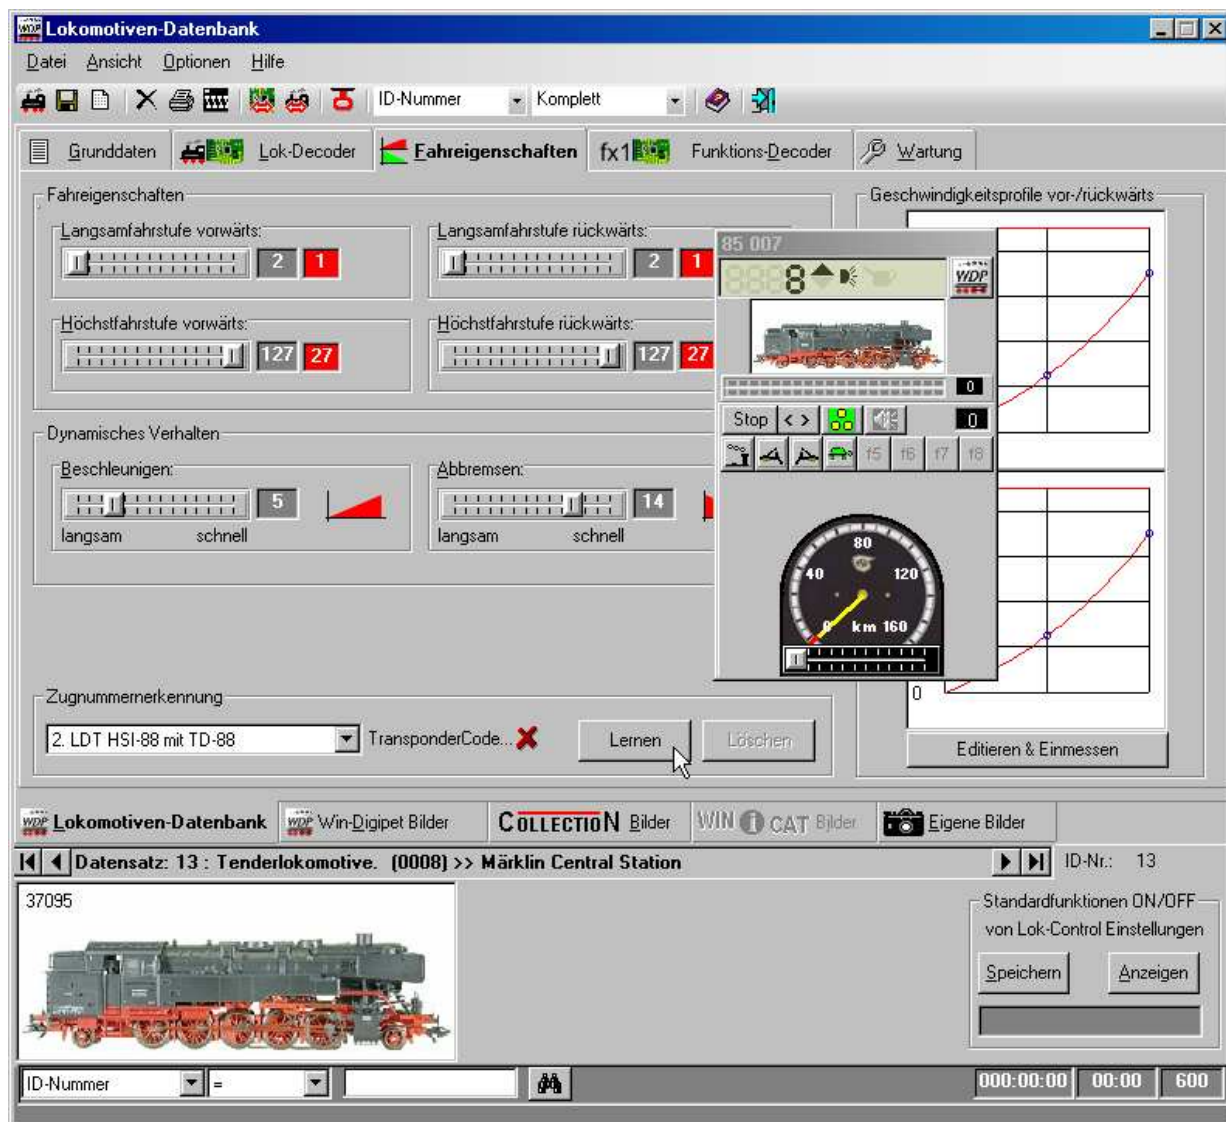 WDP Lokomotiven-Datenbank
Datei Ansicht Optionen Hilfe
ID-Nummer Komplett
Grunddaten Lok-Decoder Fahreigenschaften fx1 Funktions-Decoder Wartung
Fahreigenschaften
Langsamfahrstufe vorwärts:
2 1
Langsamfahrstufe rückwärts:
2 1
Höchstfahrstufe vorwärts:
127 27
Höchstfahrstufe rückwärts:
127 27
Dynamisches Verhalten
Beschleunigen:
5
langsam schnell
Abbremsen:
14
langsam schnell
Geschwindigkeitsprofile vor-/rückwärts
0
Editieren & Einmessen
85 007
8 WDP
0
Stop < > 0
f5 f6 f7 f8
80
40 120
0 km 160
Zugnummernerkennung
2. LDT HSI-88 mit TD-88 TransponderCode... Lernen Löschen
WDP Lokomotiven-Datenbank WDP Win-Digipet Bilder COLLECTION Bilder WIN i CAT Bilder Eigene Bilder
Datensatz: 13 : Tenderlokomotive. (0008) >> Märklin Central Station ID-Nr.: 13
37095
Standardfunktionen ON/OFF
von Lok-Control Einstellungen
Speichern Anzeigen
ID-Nummer = 000:00:00 00:00 600